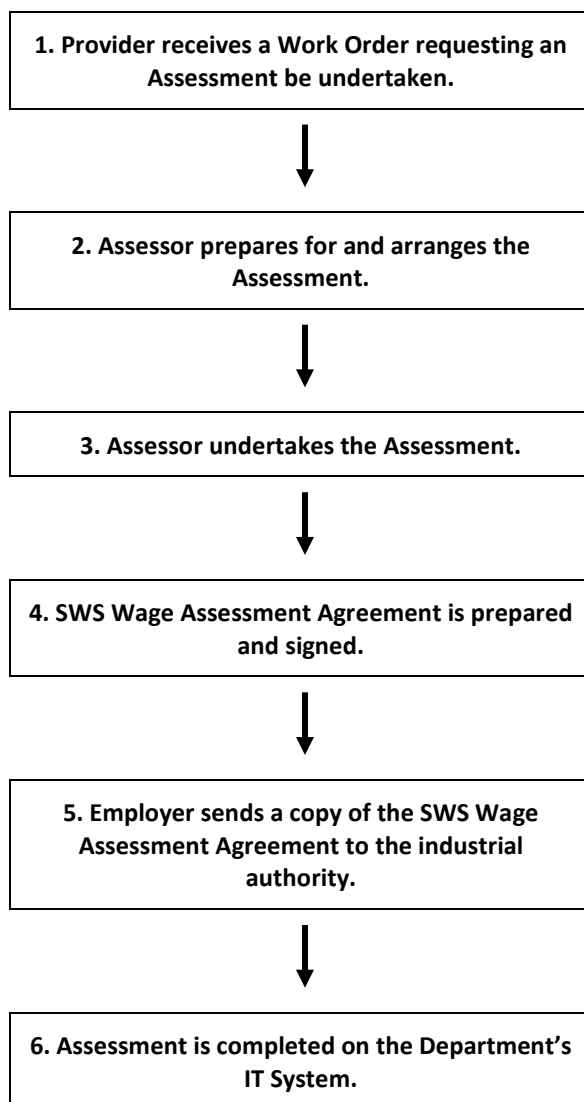 1. Provider receives a Work Order requesting an
Assessment be undertaken.
2. Assessor prepares for and arranges the
Assessment.
3. Assessor undertakes the Assessment.
4. SWS Wage Assessment Agreement is prepared
and signed.
5. Employer sends a copy of the SWS Wage
Assessment Agreement to the industrial
authority.
6. Assessment is completed on the Department’s
IT System.